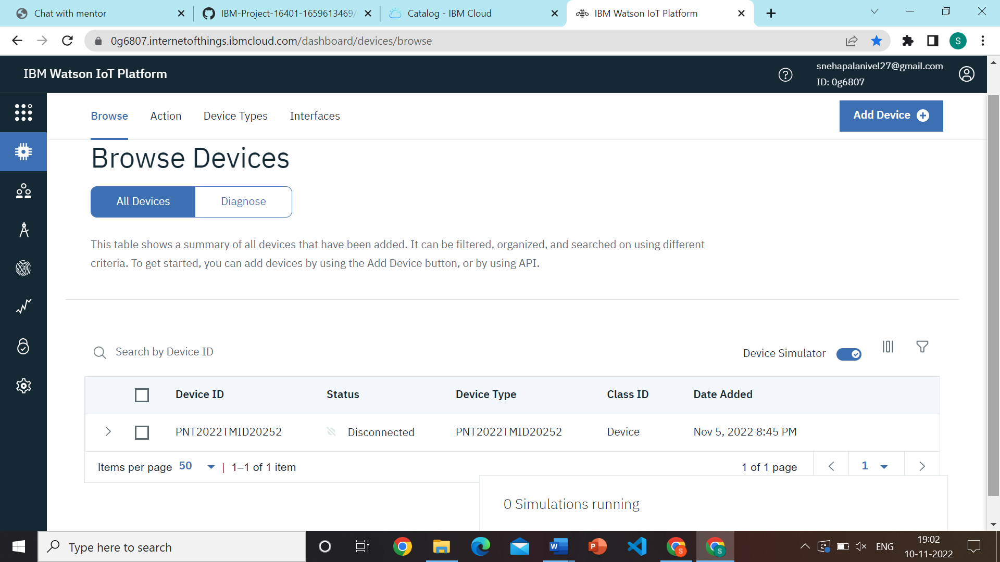 Chat with mentor
IBM-Project-16401-1659613469/
Catalog - IBM Cloud
IBM Watson IoT Platform
0g6807.internetofthings.ibmcloud.com/dashboard/devices/browse
S
IBM Watson IoT Platform
snehapalanivel27@gmail.com
ID: 0g6807
Browse
Action
Device Types
Interfaces
Add Device
Browse Devices
All Devices
Diagnose
This table shows a summary of all devices that have been added. It can be filtered, organized, and searched on using different
criteria. To get started, you can add devices by using the Add Device button, or by using API.
Search by Device ID
Device Simulator
Device ID Status Device Type Class ID Date Added
PNT2022TMID20252 Disconnected PNT2022TMID20252 Device Nov 5, 2022 8:45 PM
Items per page 50 | 1–1 of 1 item
1 of 1 page
1
0 Simulations running
Type here to search
ENG
19:02
10-11-2022